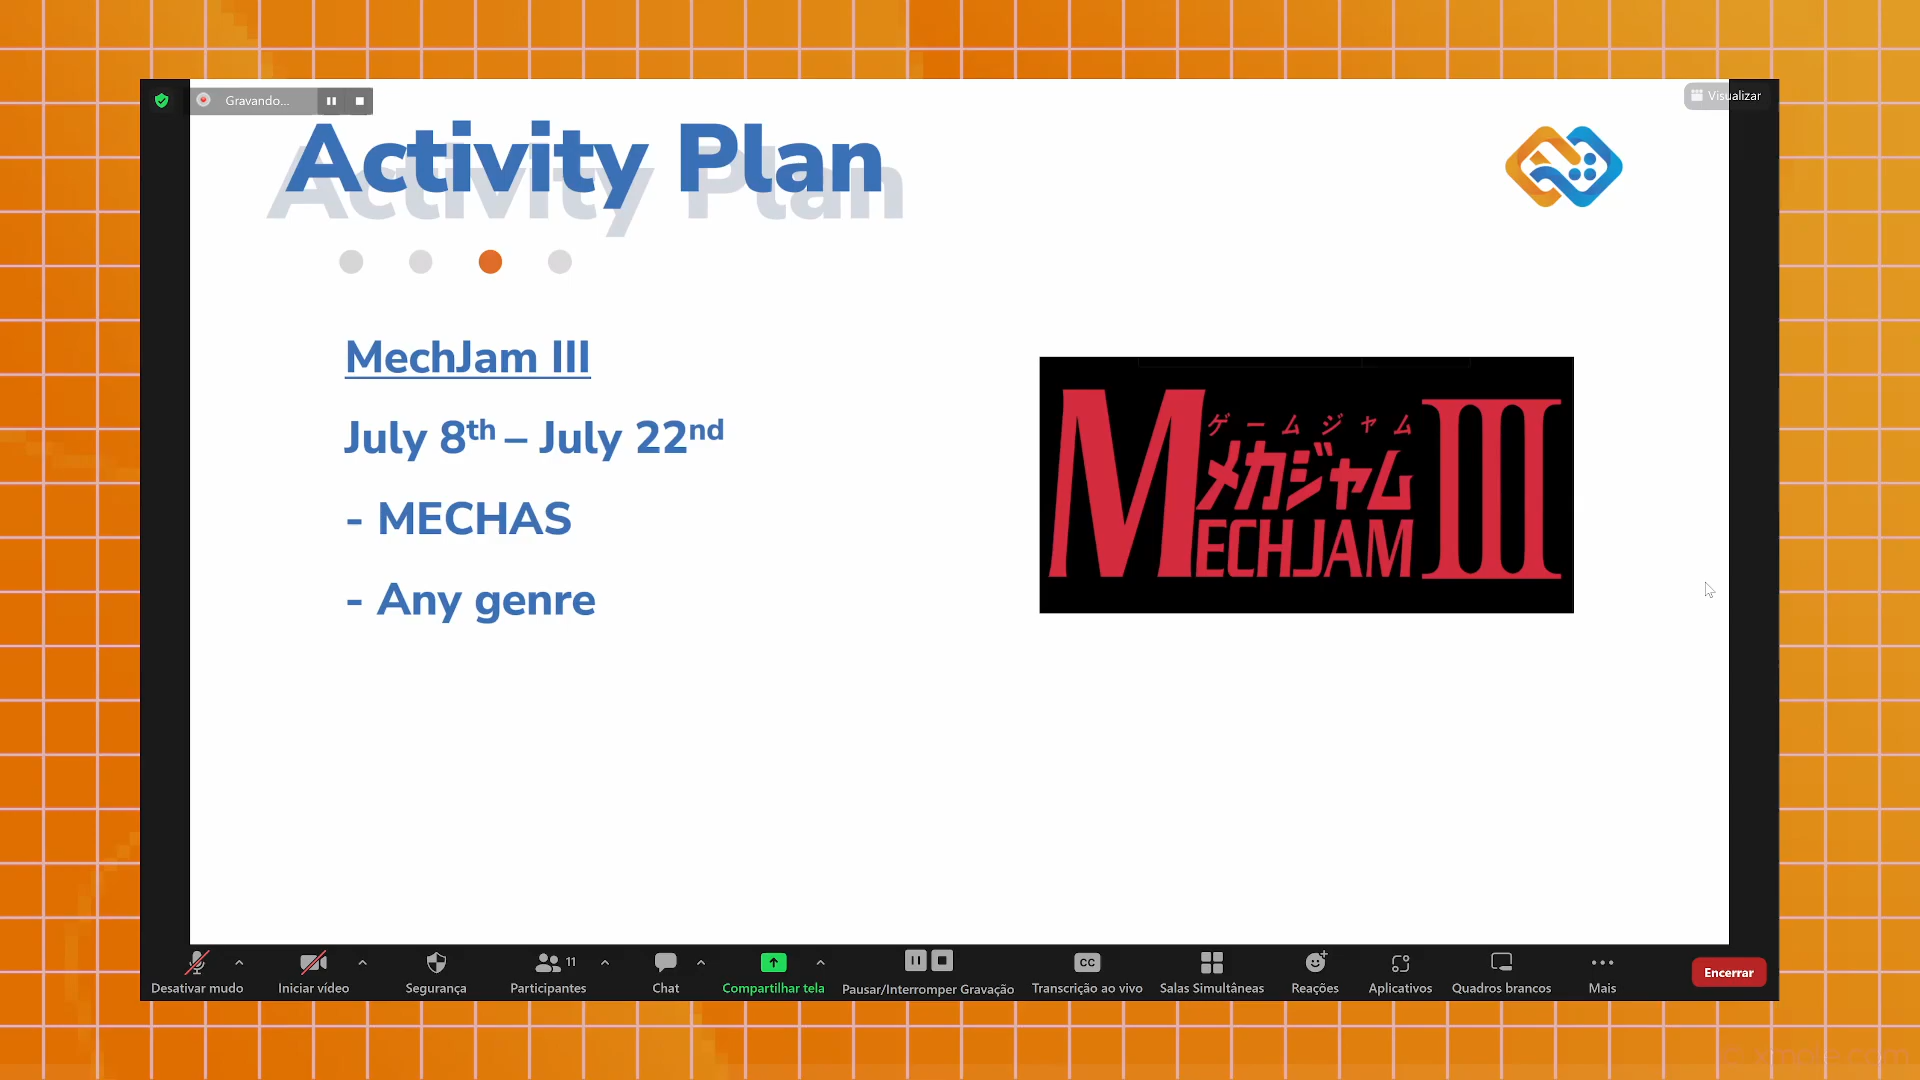 Gravando...
Visualizar
Activity Plan
MechJam III
July 8th – July 22nd
- MECHAS
- Any genre
ゲームジャム
メカジャム
MECHJAM III
11
CC
Desativar mudo
Iniciar vídeo
Segurança
Participantes
Chat
Compartilhar tela
Pausar/Interromper Gravação
Transcrição ao vivo
Salas Simultâneas
Reações
Aplicativos
Quadros brancos
Mais
Encerrar